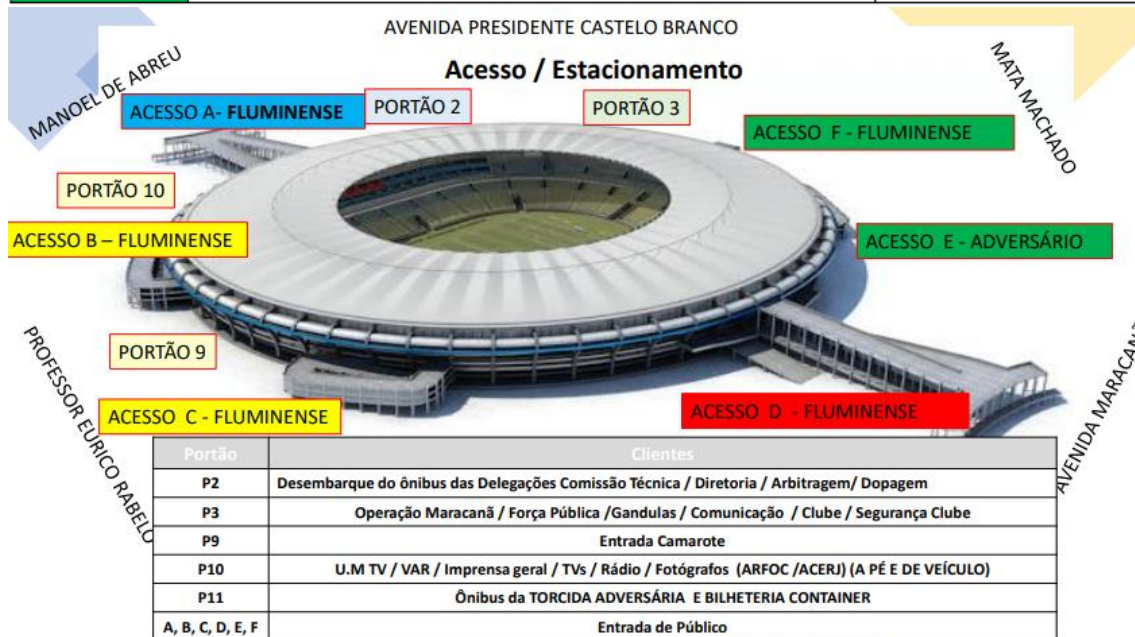 AVENIDA PRESIDENTE CASTELO BRANCO
Acesso / Estacionamento
MANOEL DE ABREU
MATA MACHADO
ACESSO A- FLUMINENSE
PORTÃO 2
PORTÃO 3
ACESSO F - FLUMINENSE
PORTÃO 10
ACESSO B – FLUMINENSE
ACESSO E - ADVERSÁRIO
PORTÃO 9
PROFESSOR EURICO RABELO
AVENIDA MARACANÃ
ACESSO C - FLUMINENSE
ACESSO D - FLUMINENSE
Portão Clientes
P2 Desembarque do ônibus das Delegações Comissão Técnica / Diretoria / Arbitragem/ Dopagem
P3 Operação Maracanã / Força Pública /Gandulas / Comunicação / Clube / Segurança Clube
P9 Entrada Camarote
P10 U.M TV / VAR / Imprensa geral / TVs / Rádio / Fotógrafos (ARFOC /ACERJ) (A PÉ E DE VEÍCULO)
P11 Ônibus da TORCIDA ADVERSÁRIA E BILHETERIA CONTAINER
A, B, C, D, E, F Entrada de Público